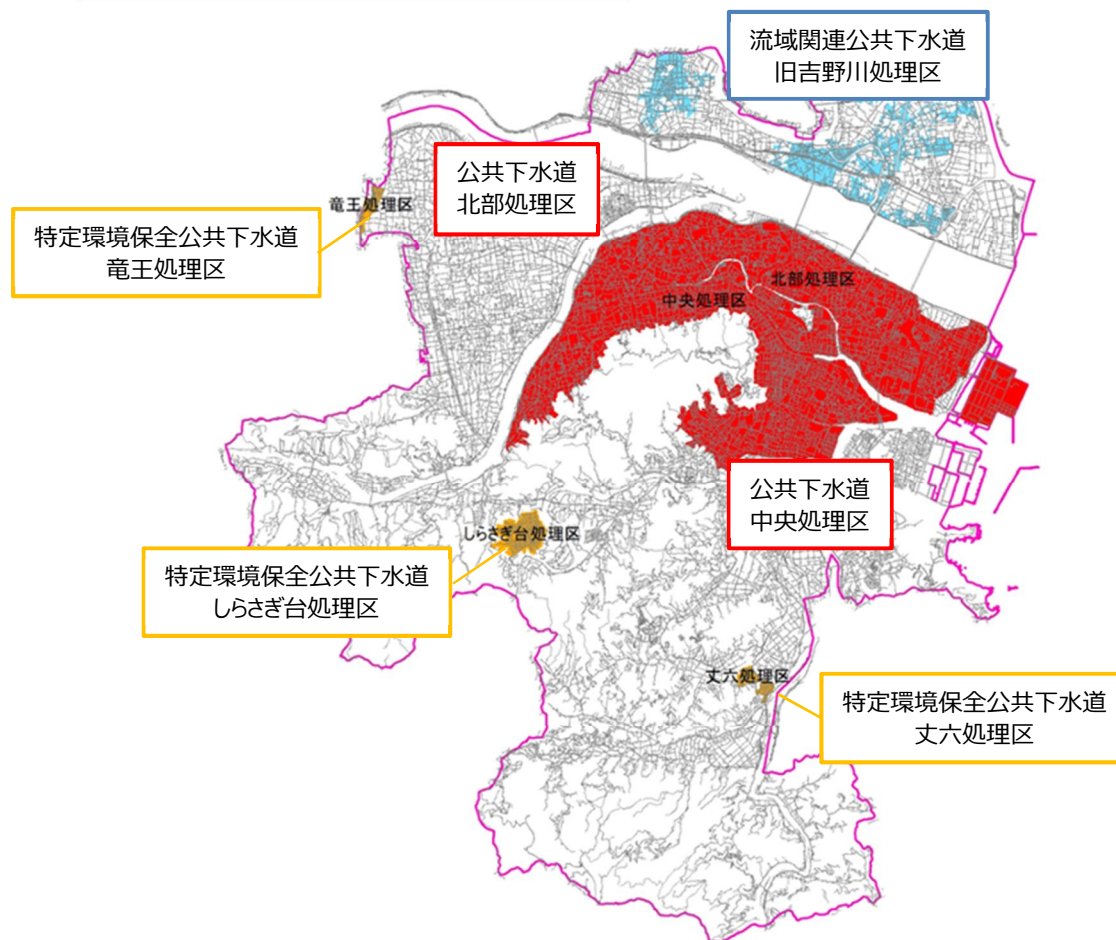 流域関連公共下水道
旧吉野川処理区
公共下水道
北部処理区
竜王処理区
特定環境保全公共下水道
竜王処理区
北部処理区
中央処理区
公共下水道
中央処理区
しらさぎ台処理区
特定環境保全公共下水道
しらさぎ台処理区
丈六処理区
特定環境保全公共下水道
丈六処理区